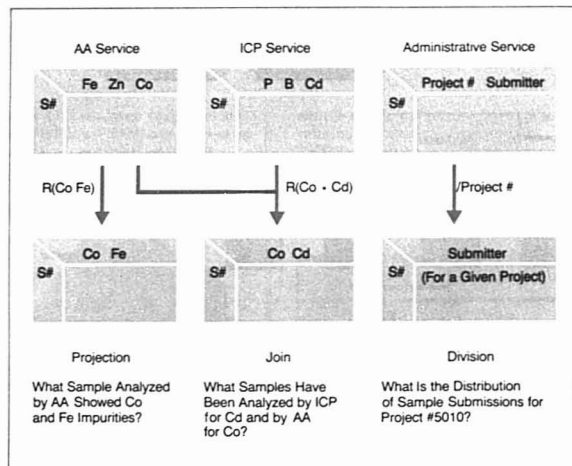 AA Service
ICP Service
Administrative Service
Fe Zn Co
S#
P B Cd
S#
Project # Submitter
S#
R(Co Fe)
R(Co • Cd)
/Project #
Co Fe
S#
Co Cd
S#
Submitter
(For a Given Project)
S#
Projection
Join
Division
What Sample Analyzed
by AA Showed Co
and Fe Impurities?
What Samples Have
Been Analyzed by ICP
for Cd and by AA
for Co?
What Is the Distribution
of Sample Submissions for
Project #5010?